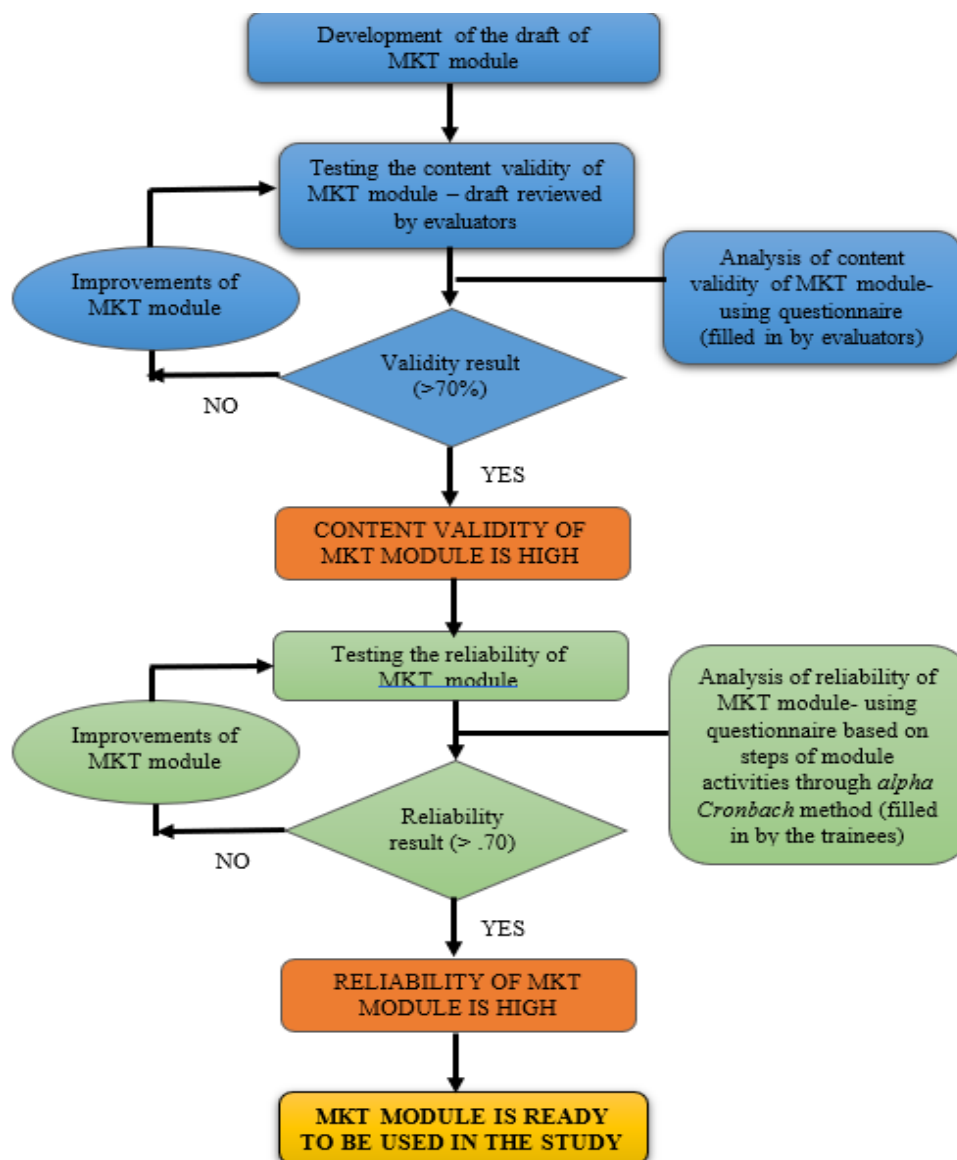 Development of the draft of
MKT module
Testing the content validity of
MKT module – draft reviewed
by evaluators
Improvements of
MKT module
Analysis of content
validity of MKT module-
using questionnaire
(filled in by evaluators)
Validity result
(>70%)
NO
YES
CONTENT VALIDITY OF
MKT MODULE IS HIGH
Testing the reliability of
MKT module
Improvements of
MKT module
Analysis of reliability of
MKT module- using
questionnaire based on
steps of module
activities through alpha
Cronbach method (filled
in by the trainees)
Reliability
result (> .70)
NO
YES
RELIABILITY OF MKT
MODULE IS HIGH
MKT MODULE IS READY
TO BE USED IN THE STUDY